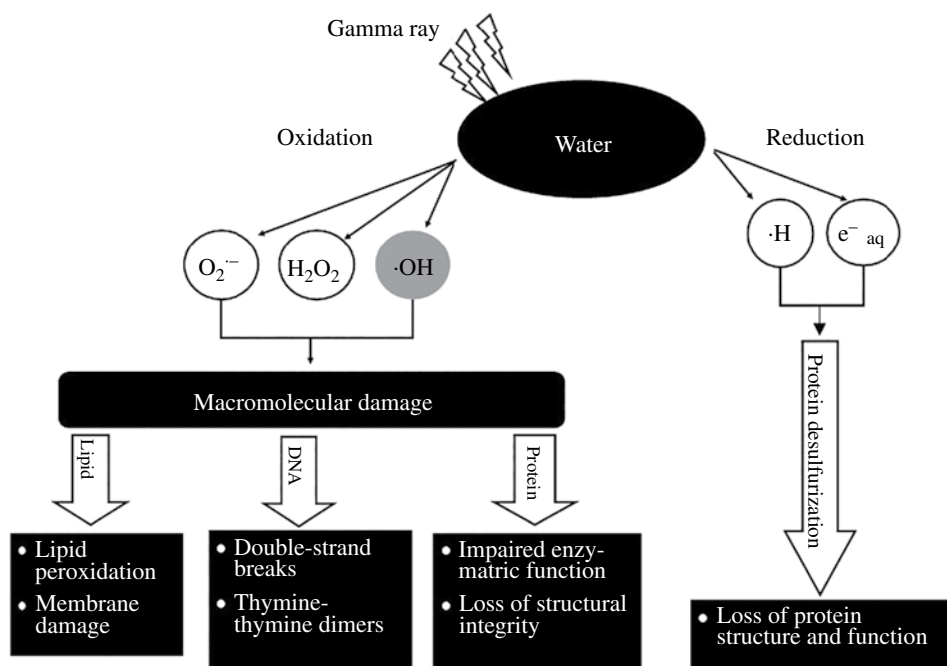 Gamma ray
Oxidation
Water
Reduction
O₂·⁻
H₂O₂
·OH
·H
e⁻ aq
Macromolecular damage
Lipid
DNA
Protein
Protein desulfurization
• Lipid
peroxidation
• Membrane
damage
• Double-strand
breaks
• Thymine-
thymine dimers
• Impaired enzy-
matric function
• Loss of structural
integrity
• Loss of protein
structure and function